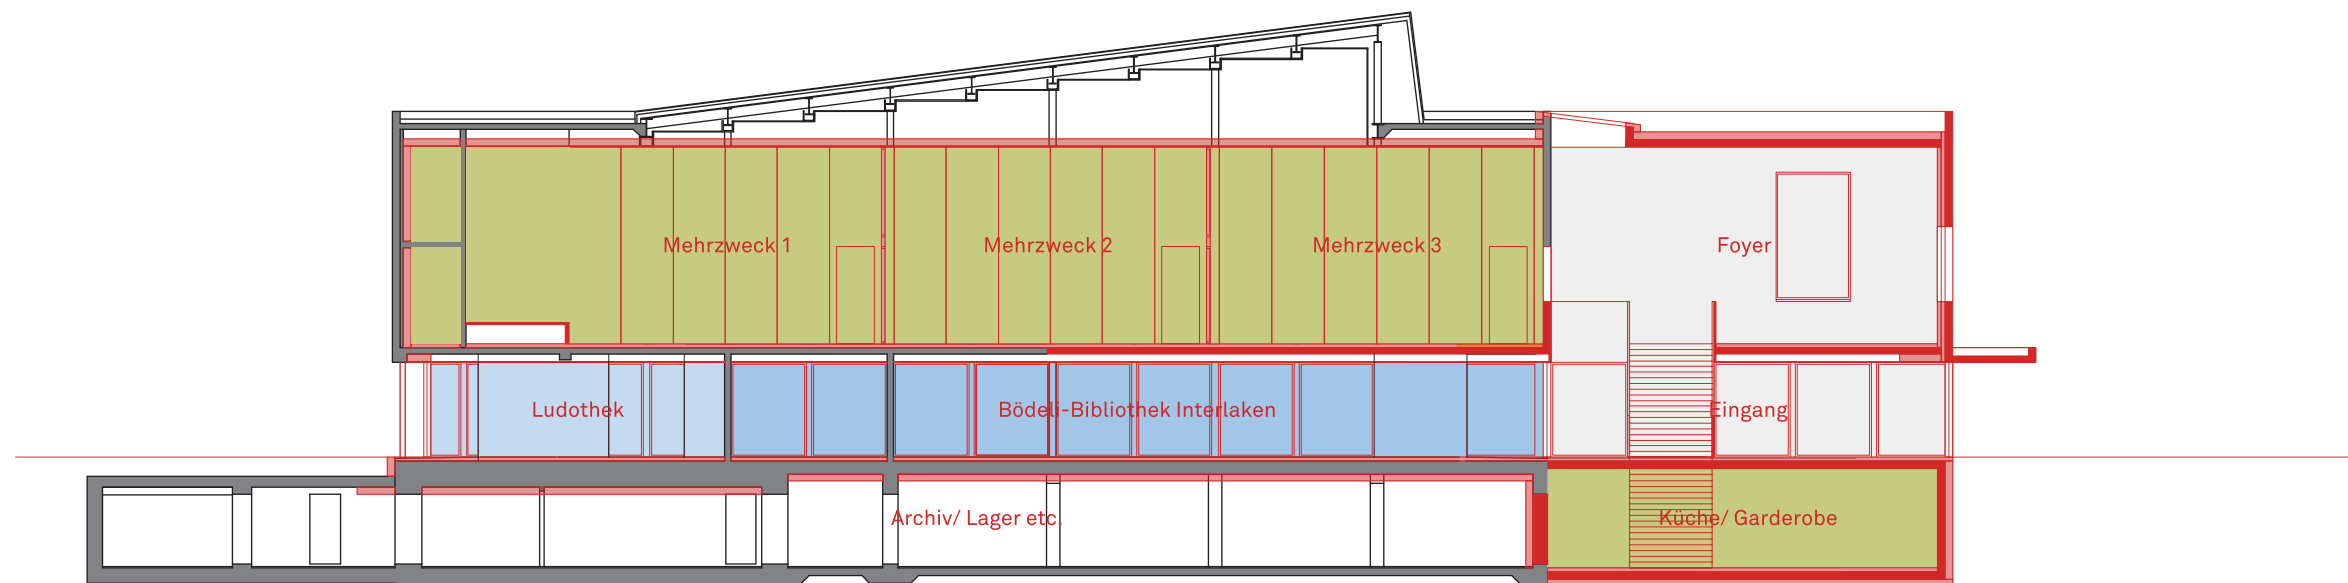 Mehrzweck 1
Mehrzweck 2
Mehrzweck 3
Foyer
Ludothek
Bödeli-Bibliothek Interlaken
Eingang
Archiv/ Lager etc.
Küche/ Garderobe